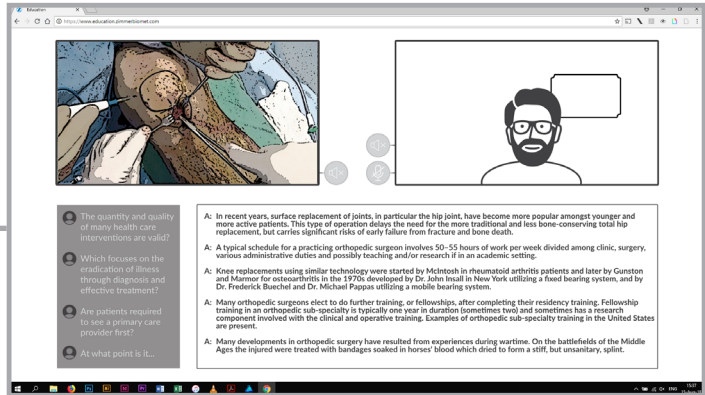 Education
https://www.education.zimmerbiomet.com
The quantity and quality
of many health care
interventions are valid?
Which focuses on the
eradication of illness
through diagnosis and
effective treatment?
Are patients required
to see a primary care
provider first?
At what point is it...
A: In recent years, surface replacement of joints, in particular the hip joint, have become more popular amongst younger and
more active patients. This type of operation delays the need for the more traditional and less bone-conserving total hip
replacement, but carries significant risks of early failure from fracture and bone death.
A: A typical schedule for a practicing orthopedic surgeon involves 50–55 hours of work per week divided among clinic, surgery,
various administrative duties and possibly teaching and/or research if in an academic setting.
A: Knee replacements using similar technology were started by McIntosh in rheumatoid arthritis patients and later by Gunston
and Marmor for osteoarthritis in the 1970s developed by Dr. John Insall in New York utilizing a fixed bearing system, and by
Dr. Frederick Buechel and Dr. Michael Pappas utilizing a mobile bearing system.
A: Many orthopedic surgeons elect to do further training, or fellowships, after completing their residency training. Fellowship
training in an orthopedic sub-specialty is typically one year in duration (sometimes two) and sometimes has a research
component involved with the clinical and operative training. Examples of orthopedic sub-specialty training in the United States
are present.
A: Many developments in orthopedic surgery have resulted from experiences during wartime. On the battlefields of the Middle
Ages the injured were treated with bandages soaked in horses' blood which dried to form a stiff, but unsanitary, splint.
Ps
Ai
Id
Pr
ENG
15:37